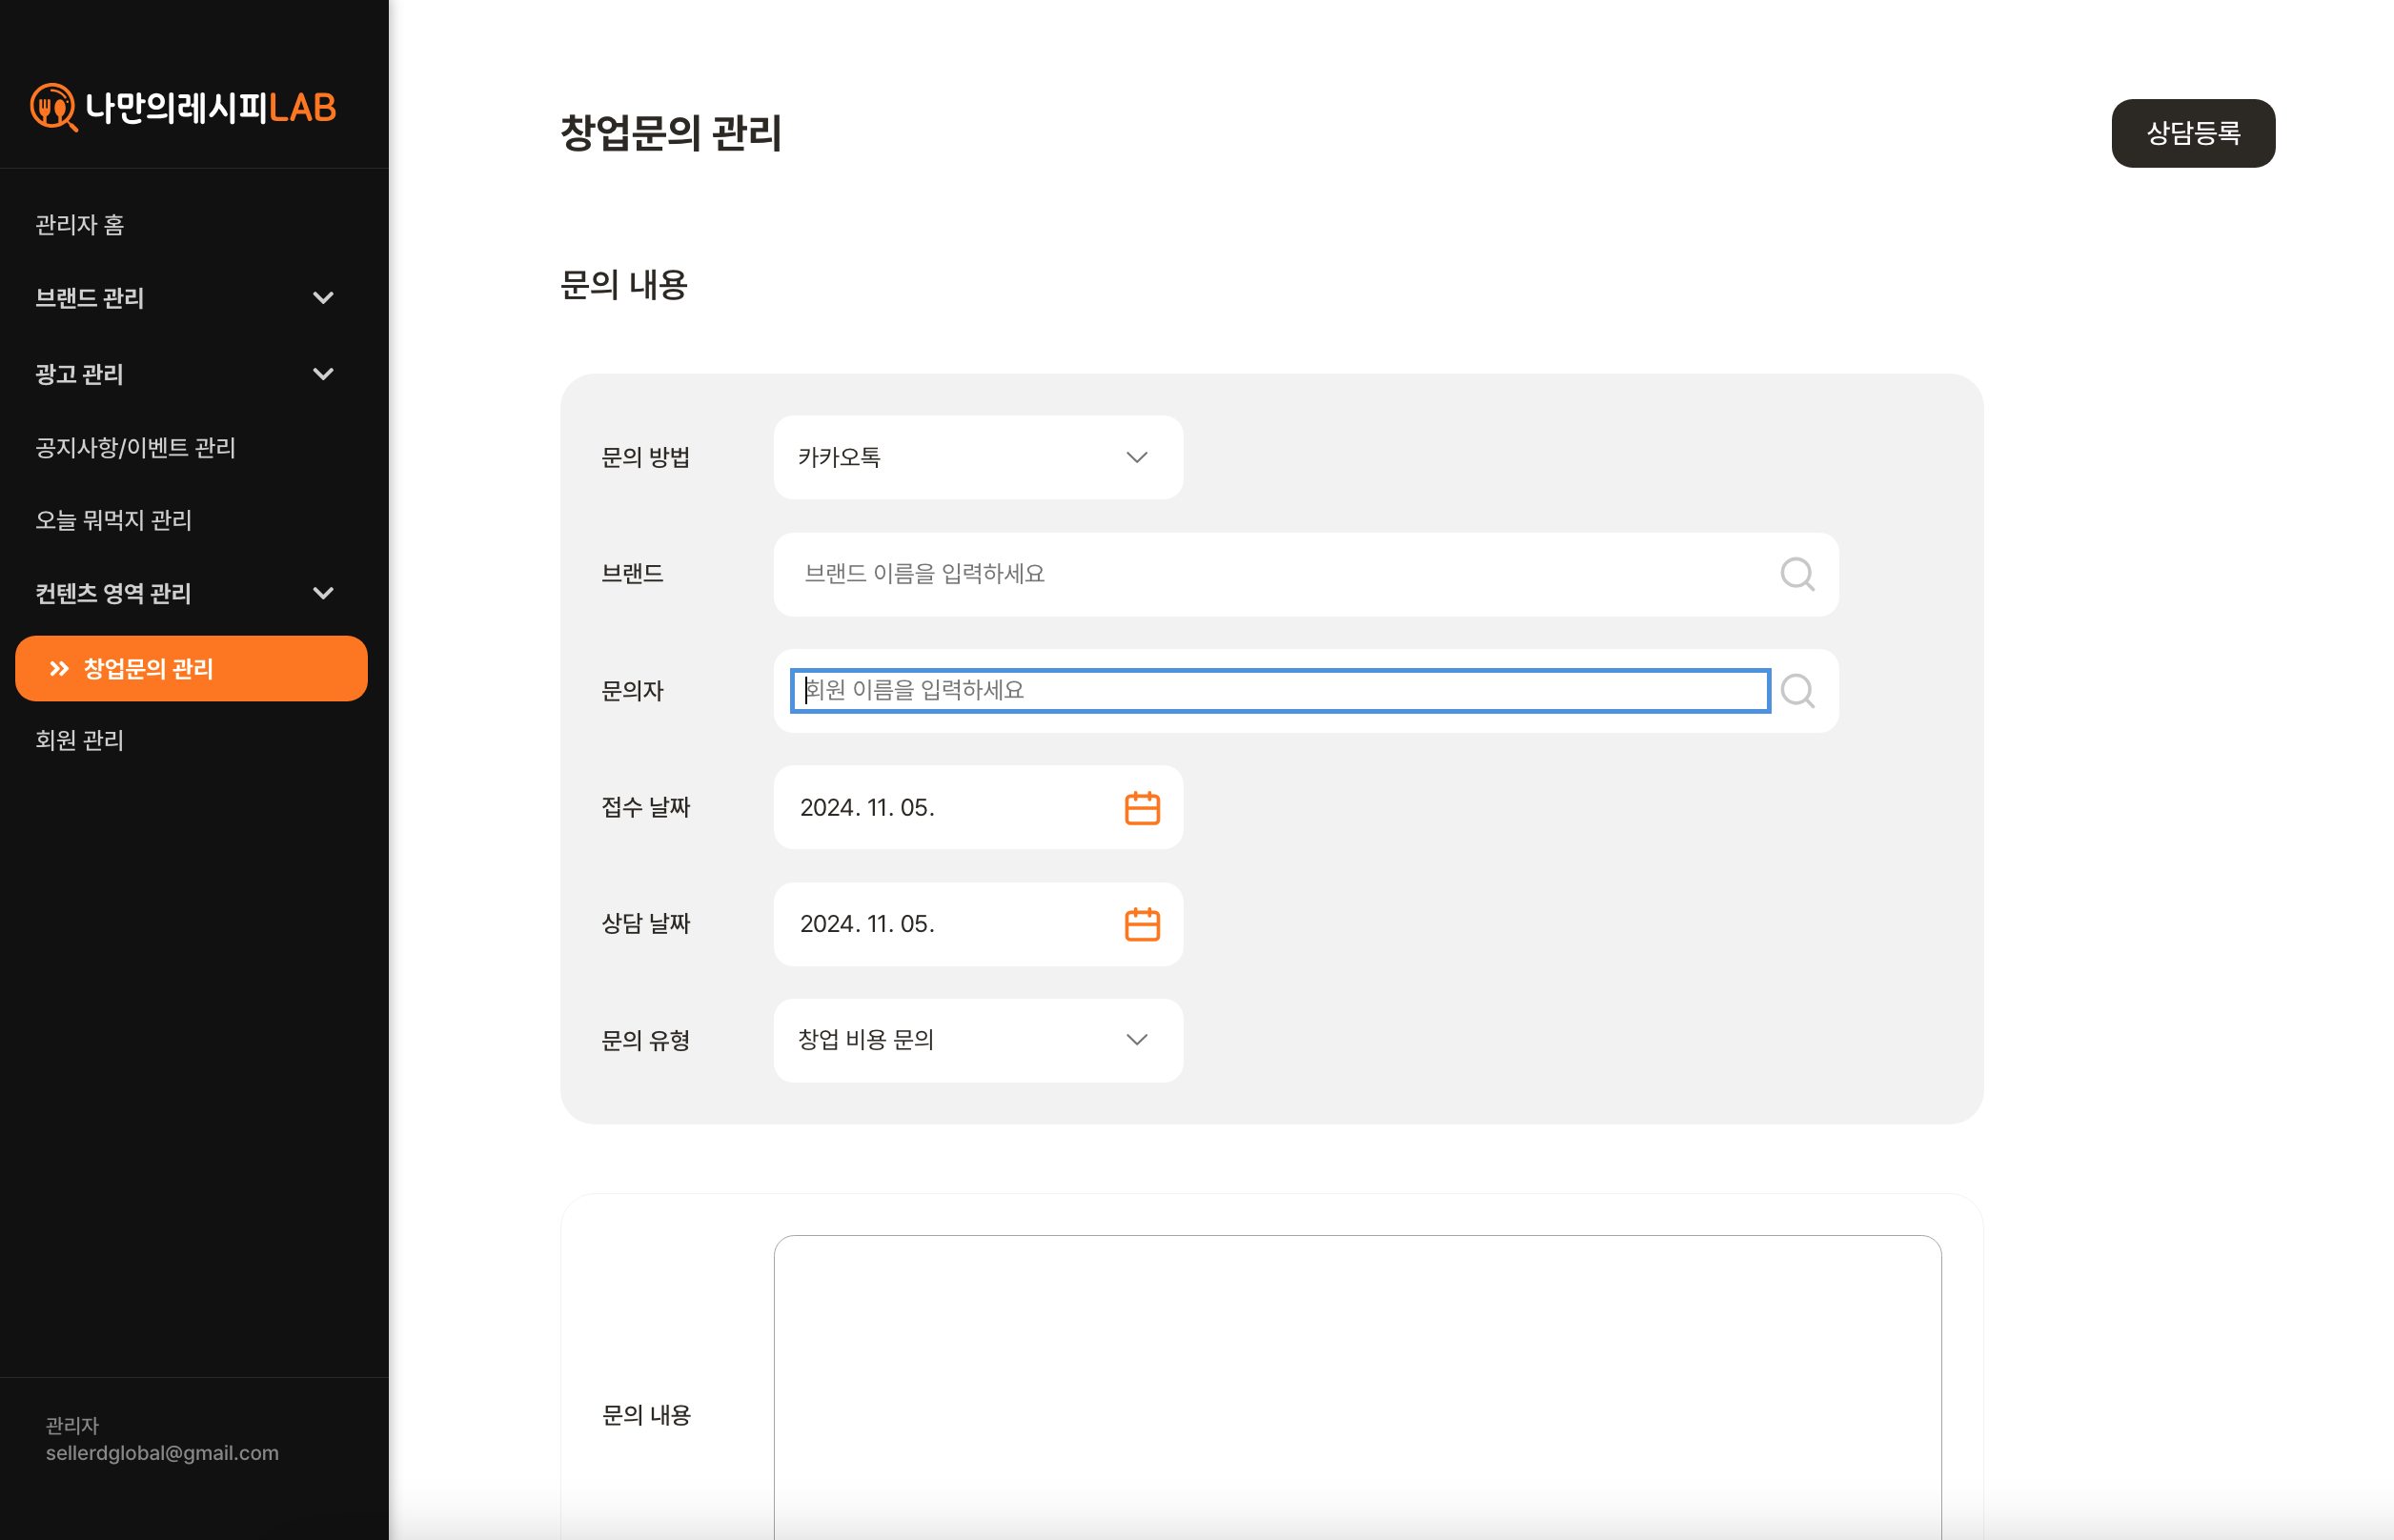 나만의레시피LAB
관리자 홈
브랜드 관리
광고 관리
공지사항/이벤트 관리
오늘 뭐먹지 관리
컨텐츠 영역 관리
창업문의 관리
회원 관리
관리자
sellerdglobal@gmail.com
창업문의 관리
상담등록
문의 내용
문의 방법 카카오톡
브랜드 브랜드 이름을 입력하세요
문의자 회원 이름을 입력하세요
접수 날짜 2024. 11. 05.
상담 날짜 2024. 11. 05.
문의 유형 창업 비용 문의
문의 내용